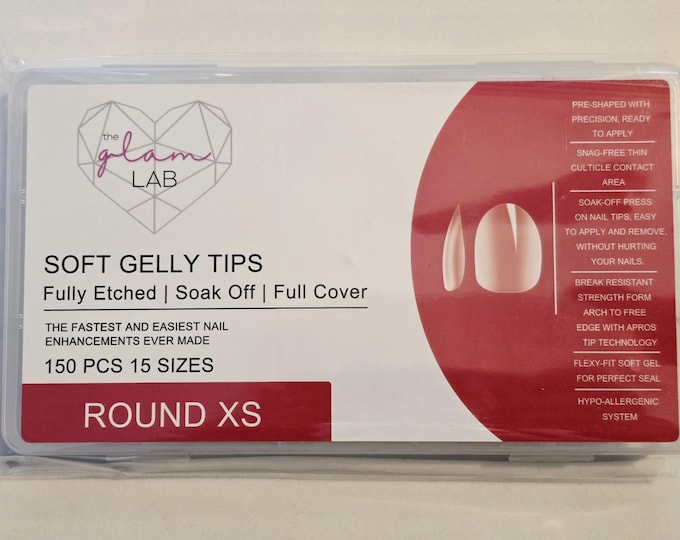 the
glam
LAB
SOFT GELLY TIPS
Fully Etched | Soak Off | Full Cover
THE FASTEST AND EASIEST NAIL
ENHANCEMENTS EVER MADE
150 PCS 15 SIZES
ROUND XS
PRE-SHAPED WITH
PRECISION, READY
TO APPLY
SNAG-FREE THIN
CULTICLE CONTACT
AREA
SOAK-OFF PRESS
ON NAIL TIPS, EASY
TO APPLY AND REMOVE,
WITHOUT HURTING
YOUR NAILS.
BREAK RESISTANT
STRENGTH FORM
ARCH TO FREE
EDGE WITH APROS
TIP TECHNOLOGY
FLEXY-FIT SOFT GEL
FOR PERFECT SEAL
HYPO-ALLERGENIC
SYSTEM